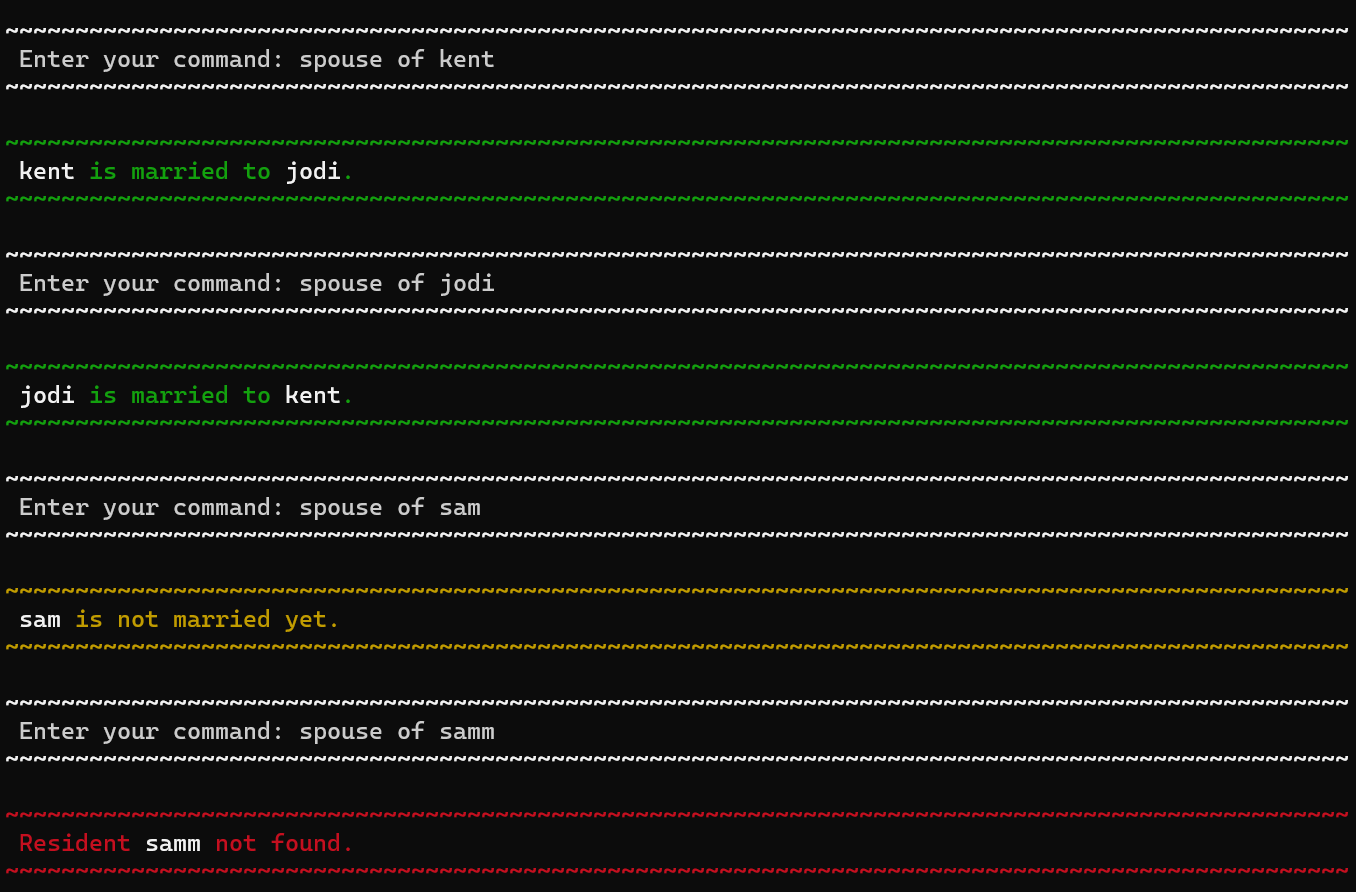 ~~~~~~~~~~~~~~~~~~~~~~~~~~~~~~~~~~~~~~~~~~~~~~~~~~~~~~~~~~~~~~~~~~~~~~~~~~~~~~~~~~~~~~~~~~~~~~~~
Enter your command: spouse of kent
~~~~~~~~~~~~~~~~~~~~~~~~~~~~~~~~~~~~~~~~~~~~~~~~~~~~~~~~~~~~~~~~~~~~~~~~~~~~~~~~~~~~~~~~~~~~~~~~
~~~~~~~~~~~~~~~~~~~~~~~~~~~~~~~~~~~~~~~~~~~~~~~~~~~~~~~~~~~~~~~~~~~~~~~~~~~~~~~~~~~~~~~~~~~~~~~~
kent is married to jodi.
~~~~~~~~~~~~~~~~~~~~~~~~~~~~~~~~~~~~~~~~~~~~~~~~~~~~~~~~~~~~~~~~~~~~~~~~~~~~~~~~~~~~~~~~~~~~~~~~
~~~~~~~~~~~~~~~~~~~~~~~~~~~~~~~~~~~~~~~~~~~~~~~~~~~~~~~~~~~~~~~~~~~~~~~~~~~~~~~~~~~~~~~~~~~~~~~~
Enter your command: spouse of jodi
~~~~~~~~~~~~~~~~~~~~~~~~~~~~~~~~~~~~~~~~~~~~~~~~~~~~~~~~~~~~~~~~~~~~~~~~~~~~~~~~~~~~~~~~~~~~~~~~
~~~~~~~~~~~~~~~~~~~~~~~~~~~~~~~~~~~~~~~~~~~~~~~~~~~~~~~~~~~~~~~~~~~~~~~~~~~~~~~~~~~~~~~~~~~~~~~~
jodi is married to kent.
~~~~~~~~~~~~~~~~~~~~~~~~~~~~~~~~~~~~~~~~~~~~~~~~~~~~~~~~~~~~~~~~~~~~~~~~~~~~~~~~~~~~~~~~~~~~~~~~
~~~~~~~~~~~~~~~~~~~~~~~~~~~~~~~~~~~~~~~~~~~~~~~~~~~~~~~~~~~~~~~~~~~~~~~~~~~~~~~~~~~~~~~~~~~~~~~~
Enter your command: spouse of sam
~~~~~~~~~~~~~~~~~~~~~~~~~~~~~~~~~~~~~~~~~~~~~~~~~~~~~~~~~~~~~~~~~~~~~~~~~~~~~~~~~~~~~~~~~~~~~~~~
~~~~~~~~~~~~~~~~~~~~~~~~~~~~~~~~~~~~~~~~~~~~~~~~~~~~~~~~~~~~~~~~~~~~~~~~~~~~~~~~~~~~~~~~~~~~~~~~
sam is not married yet.
~~~~~~~~~~~~~~~~~~~~~~~~~~~~~~~~~~~~~~~~~~~~~~~~~~~~~~~~~~~~~~~~~~~~~~~~~~~~~~~~~~~~~~~~~~~~~~~~
~~~~~~~~~~~~~~~~~~~~~~~~~~~~~~~~~~~~~~~~~~~~~~~~~~~~~~~~~~~~~~~~~~~~~~~~~~~~~~~~~~~~~~~~~~~~~~~~
Enter your command: spouse of samm
~~~~~~~~~~~~~~~~~~~~~~~~~~~~~~~~~~~~~~~~~~~~~~~~~~~~~~~~~~~~~~~~~~~~~~~~~~~~~~~~~~~~~~~~~~~~~~~~
~~~~~~~~~~~~~~~~~~~~~~~~~~~~~~~~~~~~~~~~~~~~~~~~~~~~~~~~~~~~~~~~~~~~~~~~~~~~~~~~~~~~~~~~~~~~~~~~
Resident samm not found.
~~~~~~~~~~~~~~~~~~~~~~~~~~~~~~~~~~~~~~~~~~~~~~~~~~~~~~~~~~~~~~~~~~~~~~~~~~~~~~~~~~~~~~~~~~~~~~~~